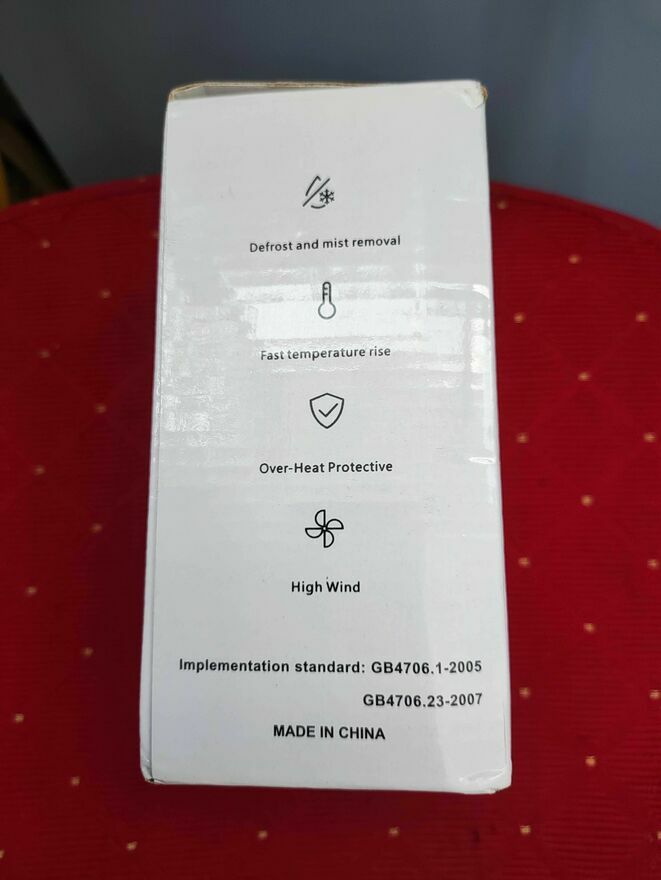 Defrost and mist removal
Fast temperature rise
Over-Heat Protective
High Wind
Implementation standard: GB4706.1-2005
GB4706.23-2007
MADE IN CHINA